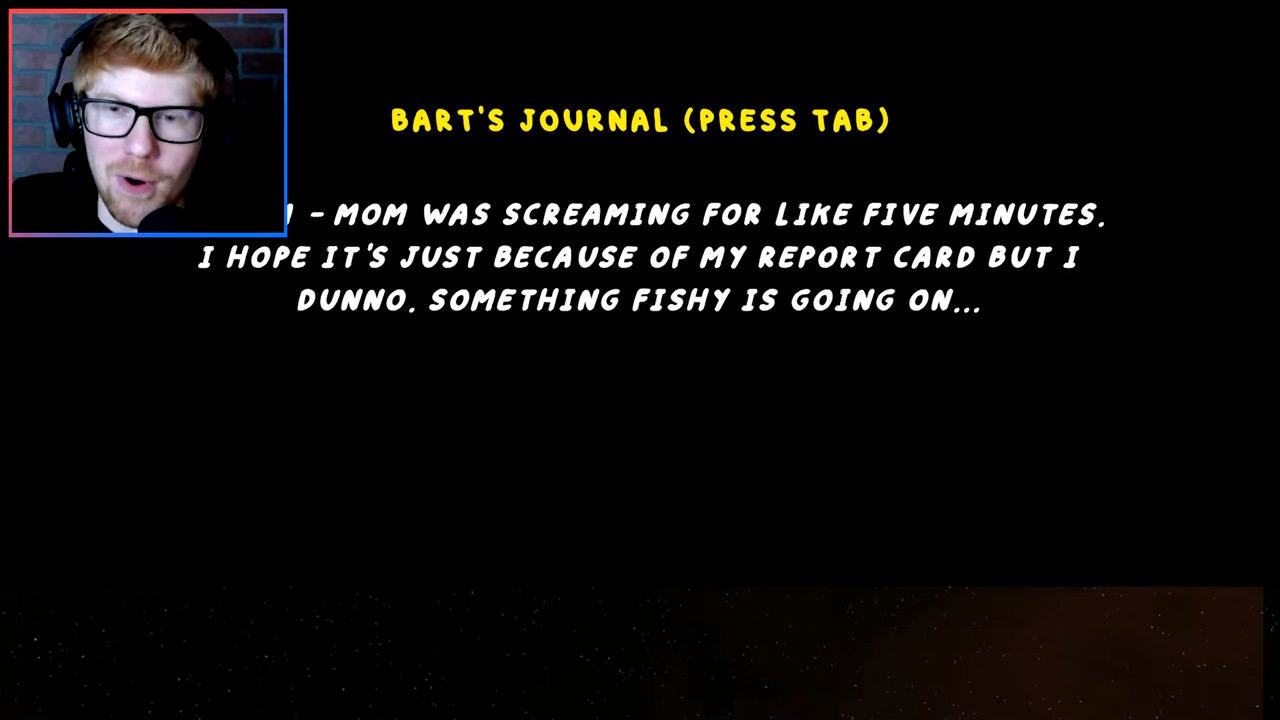 BART'S JOURNAL (PRESS TAB)
- MOM WAS SCREAMING FOR LIKE FIVE MINUTES.
I HOPE IT'S JUST BECAUSE OF MY REPORT CARD BUT I
DUNNO. SOMETHING FISHY IS GOING ON...